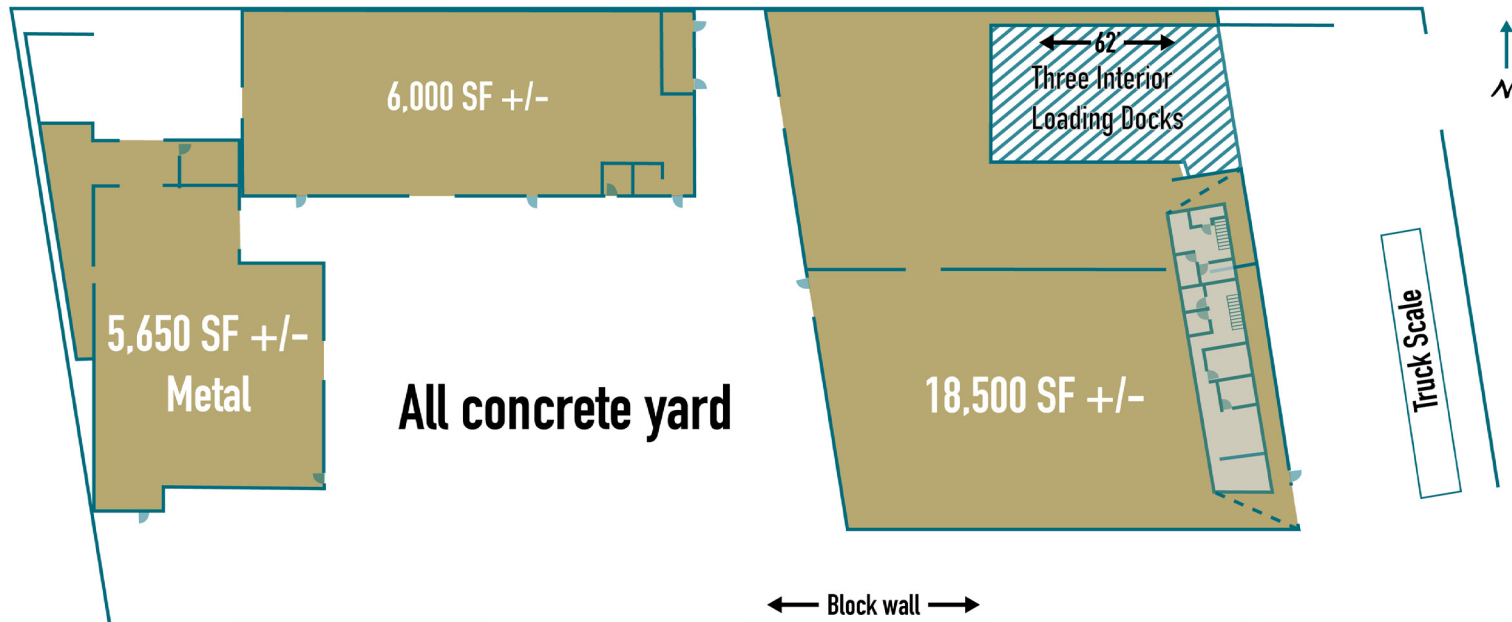 62'
Three Interior
Loading Docks
N
6,000 SF +/-
5,650 SF +/-
Metal
All concrete yard
18,500 SF +/-
Truck Scale
Block wall